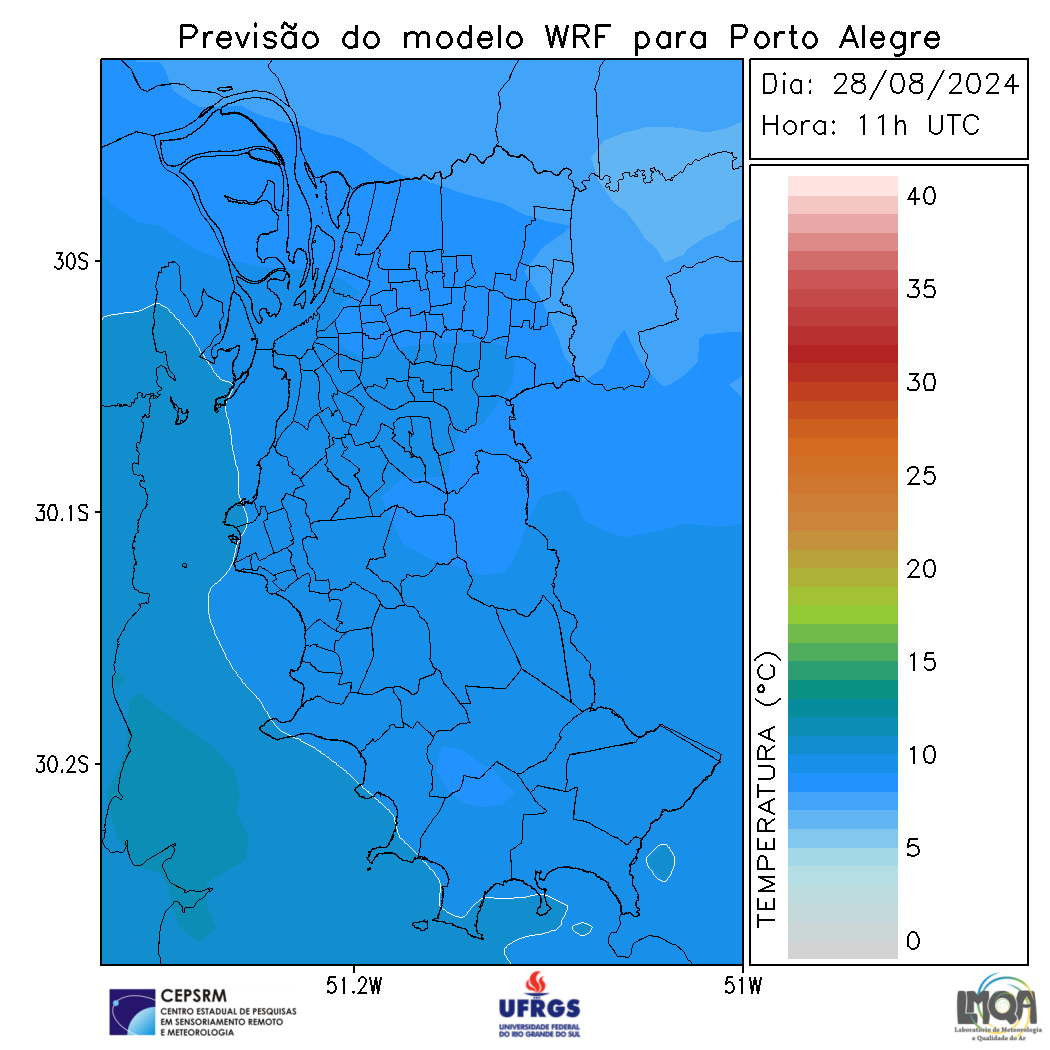 Previsão do modelo WRF para Porto Alegre
Dia: 28/08/2024
Hora: 11h UTC
40
35
30
25
20
15
10
5
0
TEMPERATURA (°C)
30S
30.1S
30.2S
51.2W
51W
CEPSRM
CENTRO ESTADUAL DE PESQUISAS
EM SENSORIAMENTO REMOTO
E METEOROLOGIA
UFRGS
UNIVERSIDADE FEDERAL
DO RIO GRANDE DO SUL
LMQA
Laboratório de Meteorologia
e Qualidade do Ar